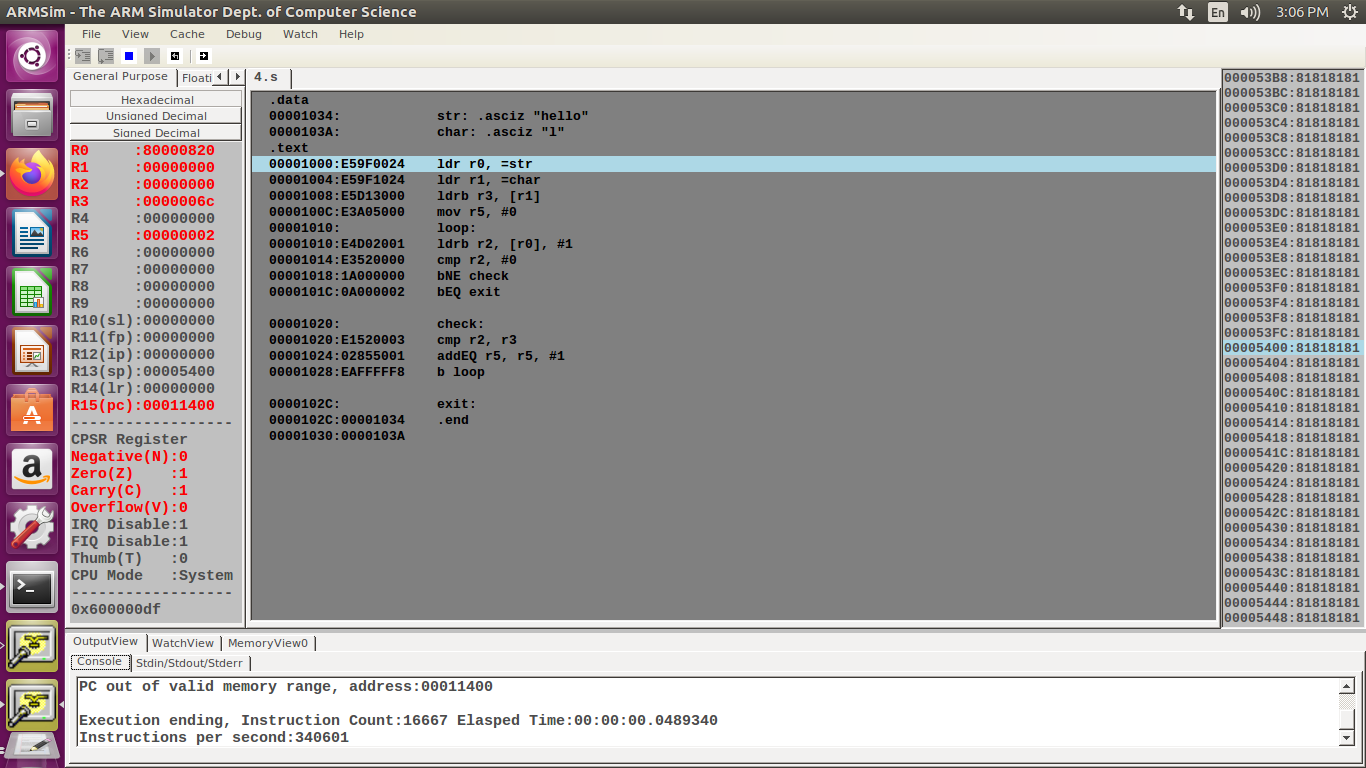 ARMSim - The ARM Simulator Dept. of Computer Science
En
3:06 PM
File View Cache Debug Watch Help
General Purpose Floati
4.s
Hexadecimal
Unsigned Decimal
Signed Decimal
R0 :80000820
R1 :00000000
R2 :00000000
R3 :0000006c
R4 :00000000
R5 :00000002
R6 :00000000
R7 :00000000
R8 :00000000
R9 :00000000
R10(sl):00000000
R11(fp):00000000
R12(ip):00000000
R13(sp):00005400
R14(lr):00000000
R15(pc):00011400
------------------
CPSR Register
Negative(N):0
Zero(Z) :1
Carry(C) :1
Overflow(V):0
IRQ Disable:1
FIQ Disable:1
Thumb(T) :0
CPU Mode :System
------------------
0x600000df
.data
00001034: str: .asciz "hello"
0000103A: char: .asciz "l"
.text
00001000:E59F0024 ldr r0, =str
00001004:E59F1024 ldr r1, =char
00001008:E5D13000 ldrb r3, [r1]
0000100C:E3A05000 mov r5, #0
00001010: loop:
00001010:E4D02001 ldrb r2, [r0], #1
00001014:E3520000 cmp r2, #0
00001018:1A000000 bNE check
0000101C:0A000002 bEQ exit
00001020: check:
00001020:E1520003 cmp r2, r3
00001024:02855001 addEQ r5, r5, #1
00001028:EAFFFFF8 b loop
0000102C: exit:
0000102C:00001034 .end
00001030:0000103A
000053B8:81818181
000053BC:81818181
000053C0:81818181
000053C4:81818181
000053C8:81818181
000053CC:81818181
000053D0:81818181
000053D4:81818181
000053D8:81818181
000053DC:81818181
000053E0:81818181
000053E4:81818181
000053E8:81818181
000053EC:81818181
000053F0:81818181
000053F4:81818181
000053F8:81818181
000053FC:81818181
00005400:81818181
00005404:81818181
00005408:81818181
0000540C:81818181
00005410:81818181
00005414:81818181
00005418:81818181
0000541C:81818181
00005420:81818181
00005424:81818181
00005428:81818181
0000542C:81818181
00005430:81818181
00005434:81818181
00005438:81818181
0000543C:81818181
00005440:81818181
00005444:81818181
00005448:81818181
OutputView WatchView MemoryView0
Console Stdin/Stdout/Stderr
PC out of valid memory range, address:00011400
Execution ending, Instruction Count:16667 Elasped Time:00:00:00.0489340
Instructions per second:340601